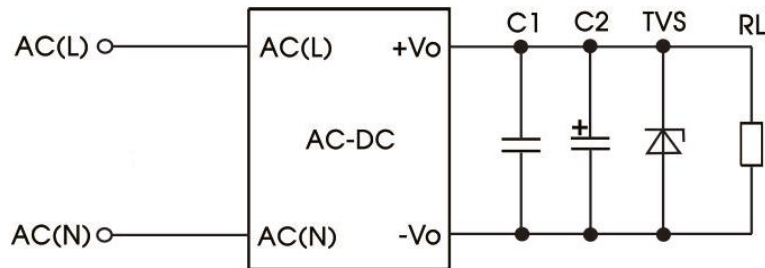 C1 C2 TVS RL
AC(L) AC(L) +Vo
+
AC-DC
AC(N) AC(N) -Vo